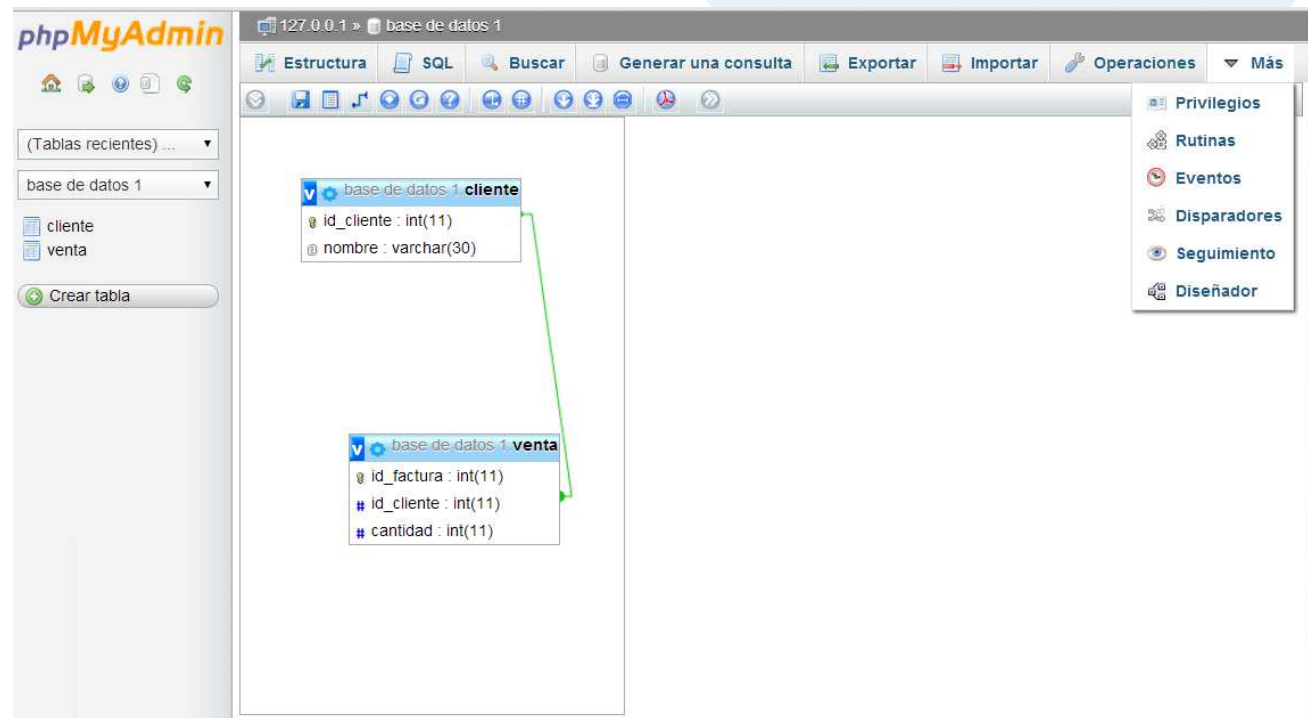 phpMyAdmin
(Tablas recientes) ...
base de datos 1
cliente
venta
Crear tabla
127.0.0.1 » base de datos 1
Estructura SQL Buscar Generar una consulta Exportar Importar Operaciones Más
Privilegios
Rutinas
Eventos
Disparadores
Seguimiento
Diseñador
v base de datos 1 cliente
id_cliente : int(11)
nombre : varchar(30)
v base de datos 1 venta
id_factura : int(11)
# id_cliente : int(11)
# cantidad : int(11)